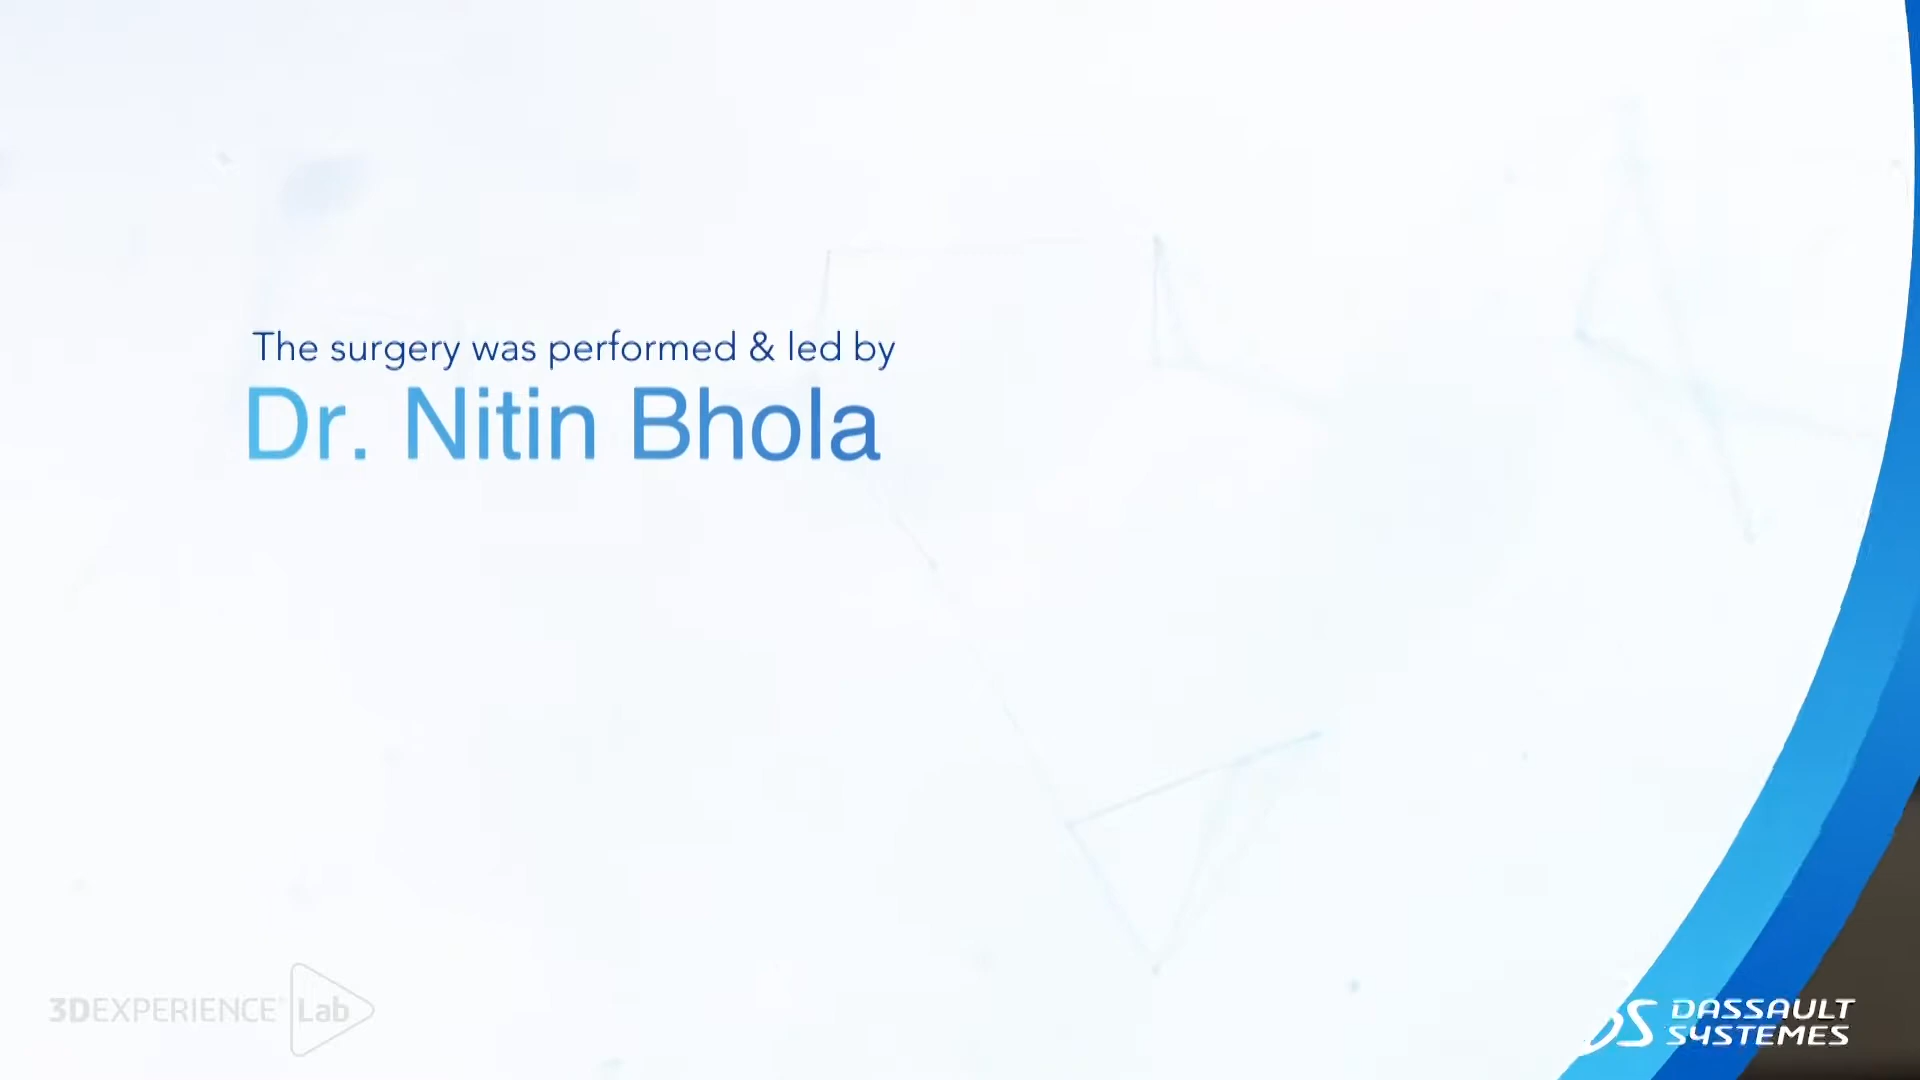 The surgery was performed & led by
Dr. Nitin Bhola
3DEXPERIENCE® Lab
DASSAULT
SYSTEMES